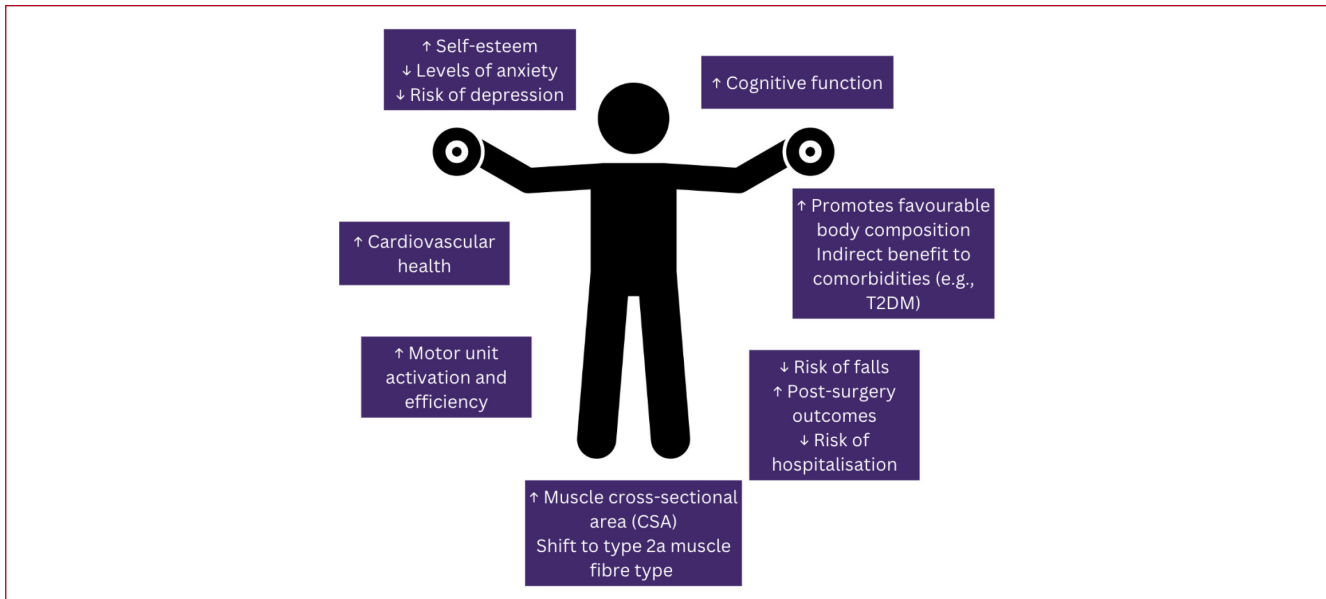 ↑ Self-esteem
↓ Levels of anxiety
↓ Risk of depression
↑ Cognitive function
↑ Promotes favourable
body composition
Indirect benefit to
comorbidities (e.g.,
T2DM)
↑ Cardiovascular
health
↑ Motor unit
activation and
efficiency
↓ Risk of falls
↑ Post-surgery
outcomes
↓ Risk of
hospitalisation
↑ Muscle cross-sectional
area (CSA)
Shift to type 2a muscle
fibre type